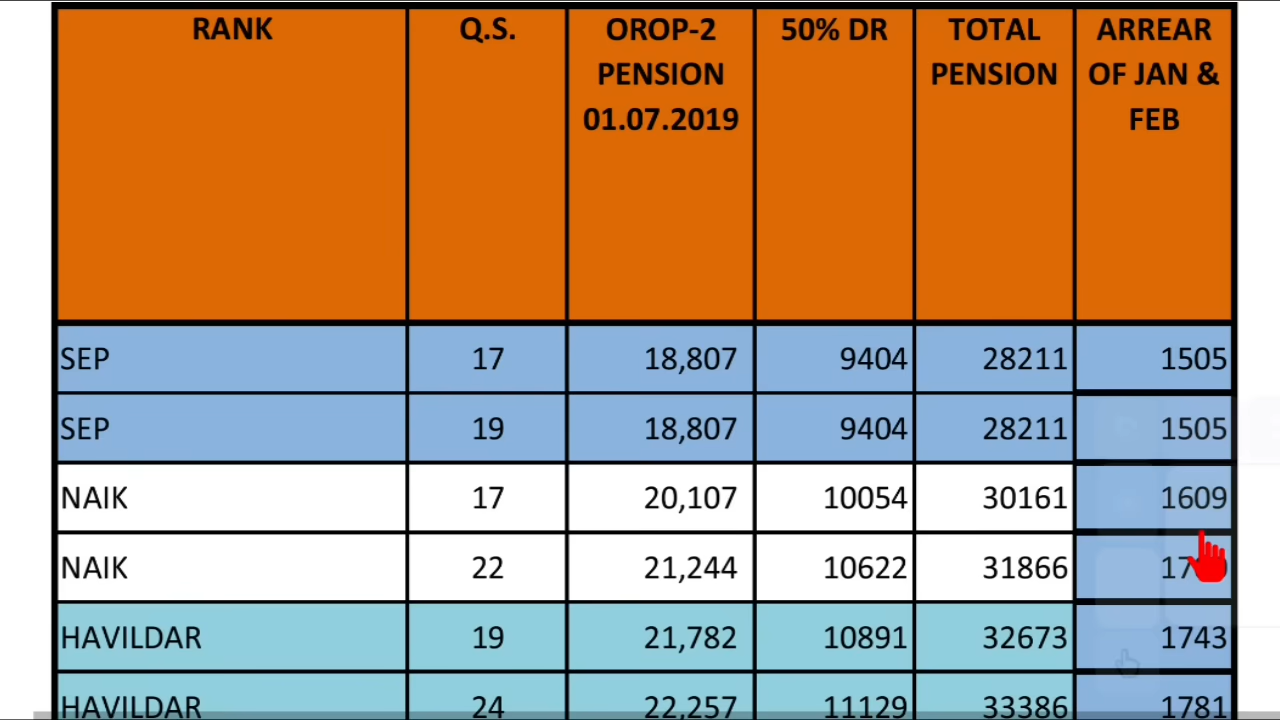 RANK Q.S. OROP-2 PENSION 01.07.2019 50% DR TOTAL PENSION ARREAR OF JAN & FEB
SEP 17 18,807 9404 28211 1505
SEP 19 18,807 9404 28211 1505
NAIK 17 20,107 10054 30161 1609
NAIK 22 21,244 10622 31866
HAVILDAR 19 21,782 10891 32673 1743
HAVILDAR 24 22,257 11129 33386 1781